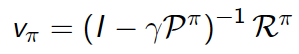 v_π = (I − γ𝒫^π)^{−1} ℛ^π